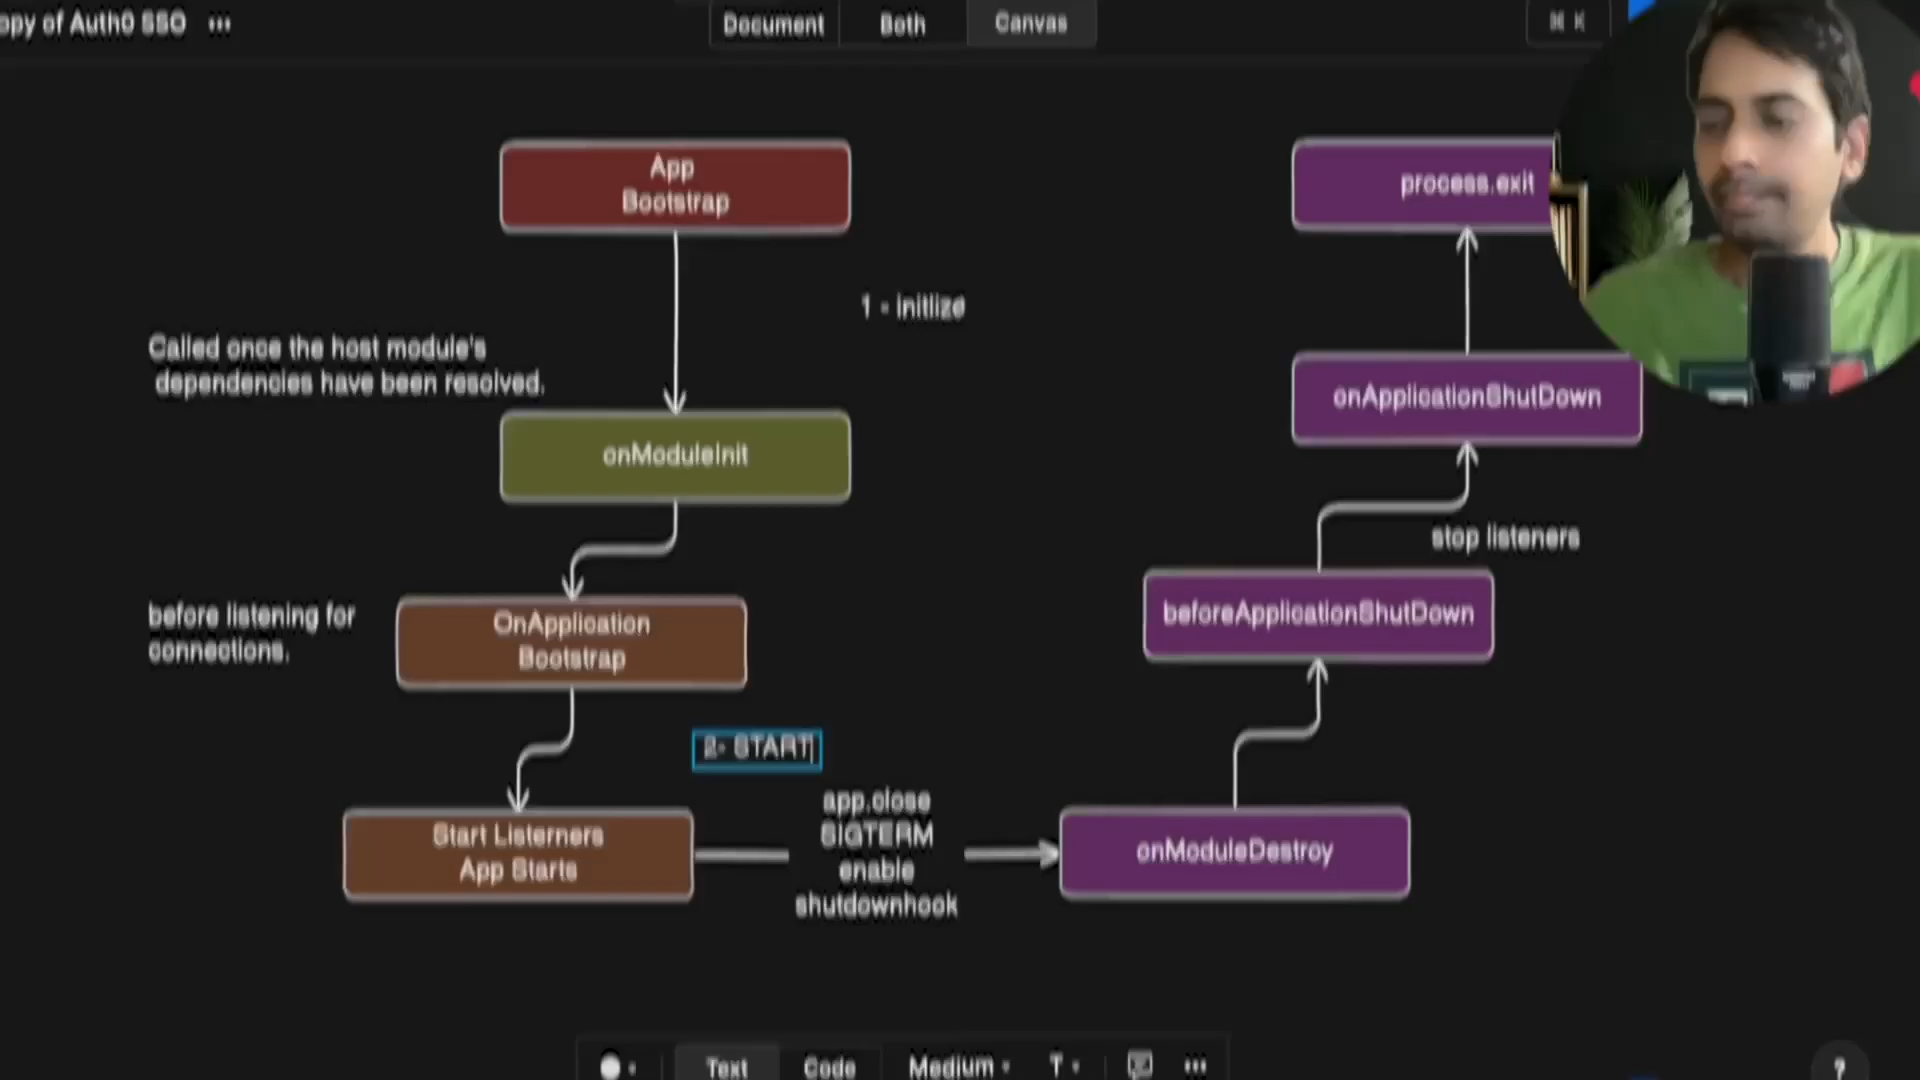 opy of Auth0 SSO ...
Document
Both
Canvas
⌘ K
App
Bootstrap
process.exit
1 - initlize
Called once the host module's
dependencies have been resolved.
onApplicationShutDown
onModuleInit
stop listeners
before listening for
connections.
OnApplication
Bootstrap
beforeApplicationShutDown
2- START
app.close
SIGTERM
enable
shutdownhook
Start Listerners
App Starts
onModuleDestroy
Text
Code
Medium
T
...
?